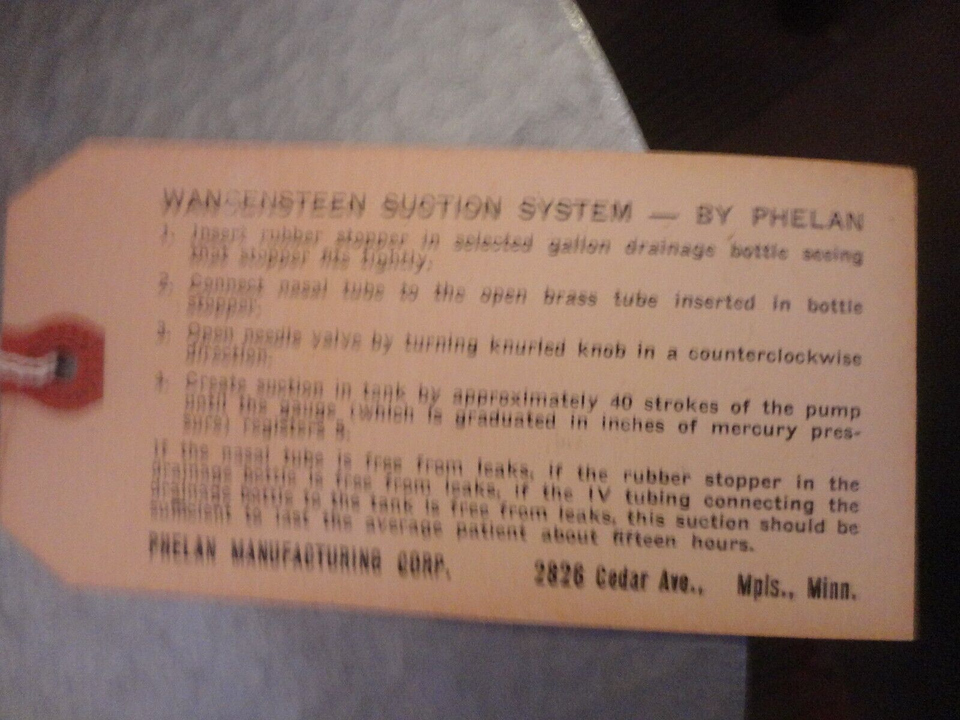 WANGENSTEEN SUCTION SYSTEM — BY PHELAN
1. Insert rubber stopper in selected gallon drainage bottle seeing
that stopper fits tightly.
2. Connect nasal tube to the open brass tube inserted in bottle
stopper.
3. Open needle valve by turning knurled knob in a counterclockwise
direction.
4. Create suction in tank by approximately 40 strokes of the pump
until the gauge (which is graduated in inches of mercury pres-
sure) registers
If the nasal tube is free from leaks, if the rubber stopper in the
drainage bottle is free from leaks, if the IV tubing connecting the
drainage bottle to the tank is free from leaks, this suction should be
sufficient to last the average patient about fifteen hours.
PHELAN MANUFACTURING CORP. 2826 Cedar Ave., Mpls., Minn.